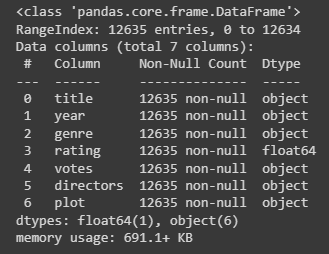 <class 'pandas.core.frame.DataFrame'>
RangeIndex: 12635 entries, 0 to 12634
Data columns (total 7 columns):
 #   Column     Non-Null Count  Dtype
---  ------     --------------  -----
 0   title      12635 non-null  object
 1   year       12635 non-null  object
 2   genre      12635 non-null  object
 3   rating     12635 non-null  float64
 4   votes      12635 non-null  object
 5   directors  12635 non-null  object
 6   plot       12635 non-null  object
dtypes: float64(1), object(6)
memory usage: 691.1+ KB